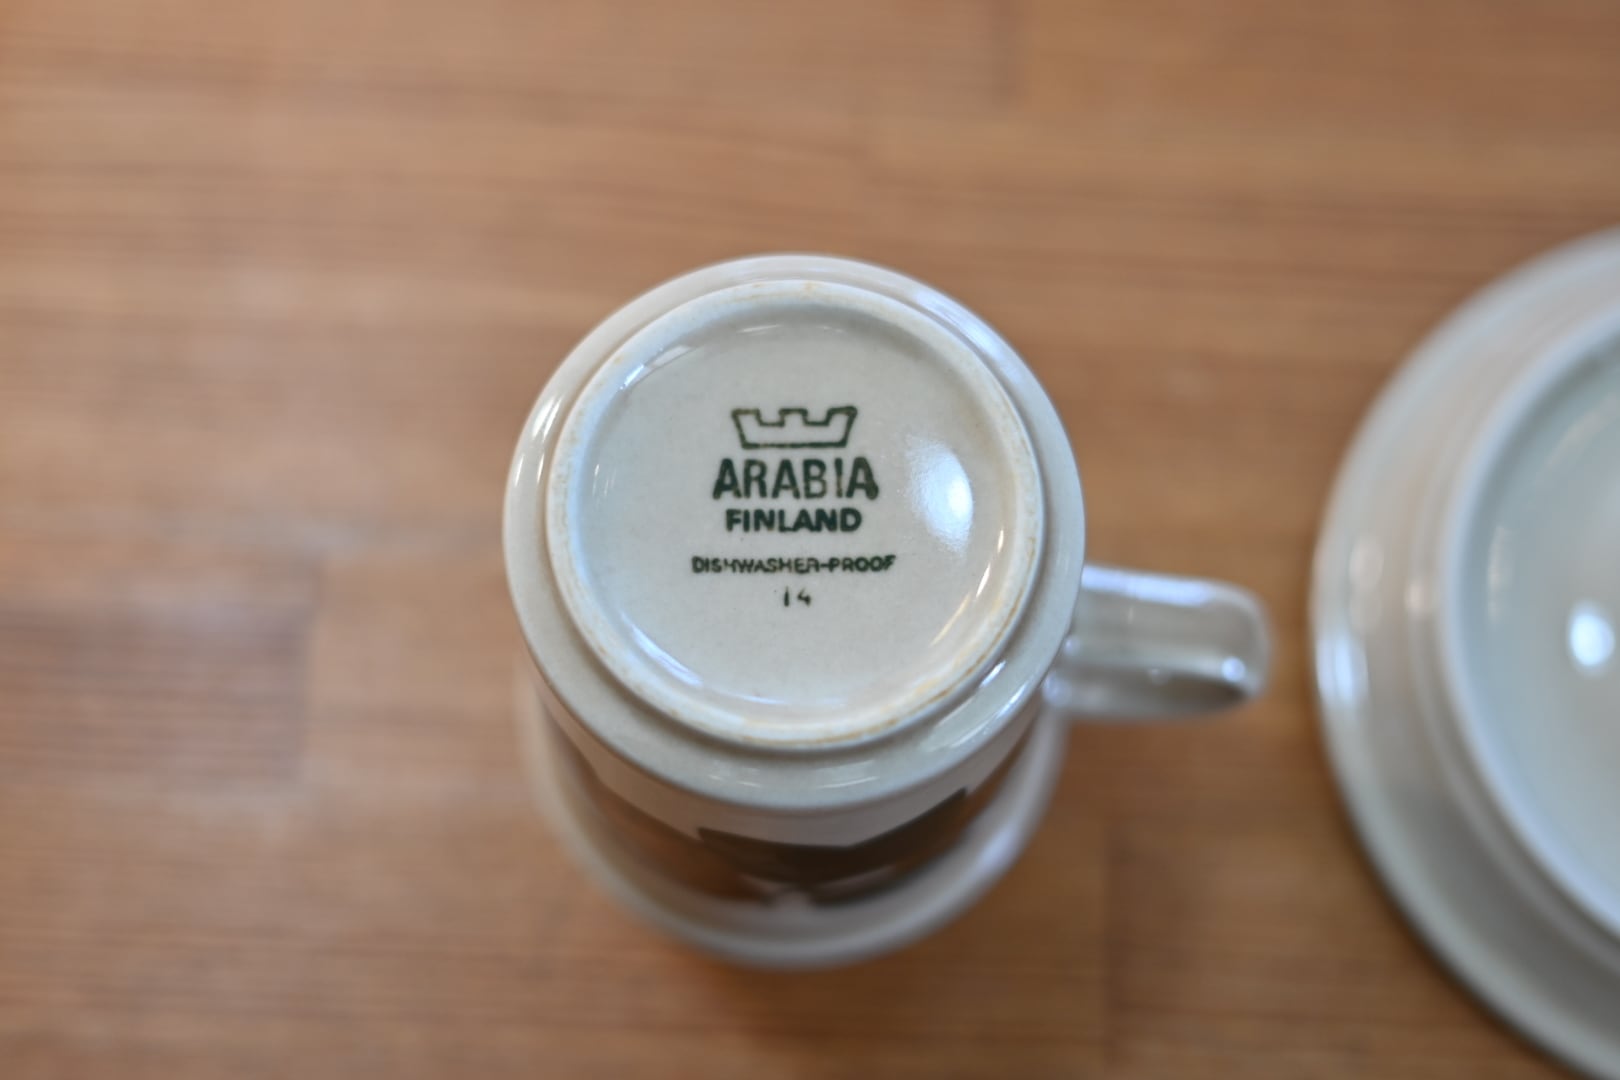 ARABIA
FINLAND
DISHWASHER-PROOF
14